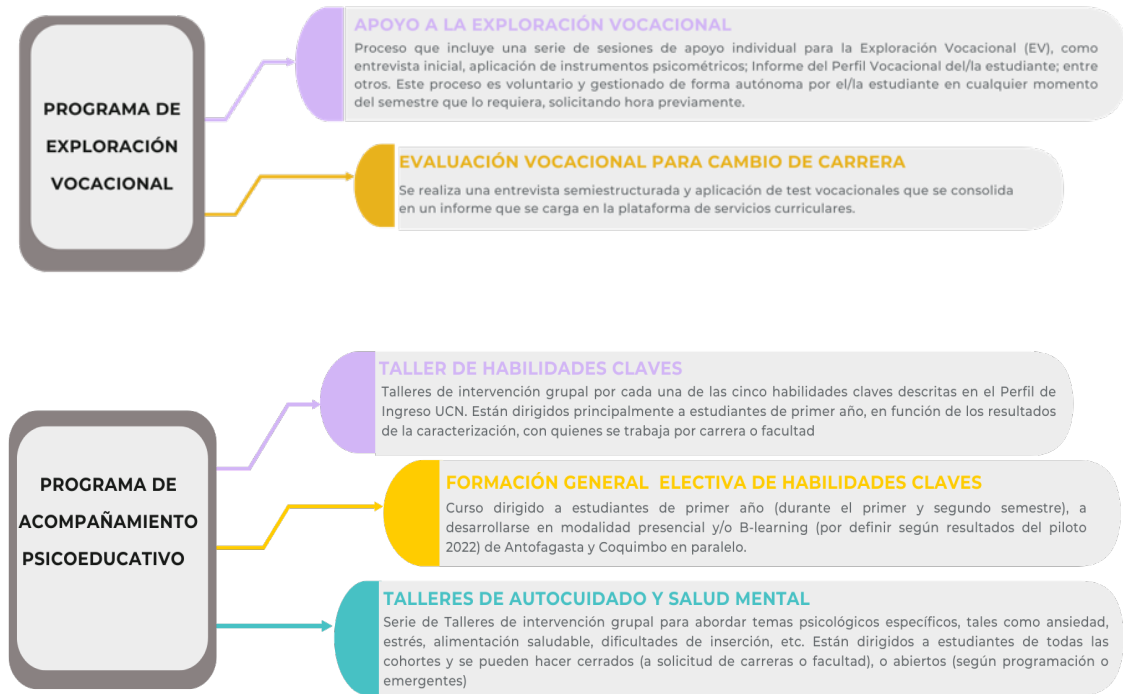 PROGRAMA DE
EXPLORACIÓN
VOCACIONAL
APOYO A LA EXPLORACIÓN VOCACIONAL
Proceso que incluye una serie de sesiones de apoyo individual para la Exploración Vocacional (EV), como
entrevista inicial, aplicación de instrumentos psicométricos; Informe del Perfil Vocacional del/la estudiante; entre
otros. Este proceso es voluntario y gestionado de forma autónoma por el/la estudiante en cualquier momento
del semestre que lo requiera, solicitando hora previamente.
EVALUACIÓN VOCACIONAL PARA CAMBIO DE CARRERA
Se realiza una entrevista semiestructurada y aplicación de test vocacionales que se consolida
en un informe que se carga en la plataforma de servicios curriculares.
PROGRAMA DE
ACOMPAÑAMIENTO
PSICOEDUCATIVO
TALLER DE HABILIDADES CLAVES
Talleres de intervención grupal por cada una de las cinco habilidades claves descritas en el Perfil de
Ingreso UCN. Están dirigidos principalmente a estudiantes de primer año, en función de los resultados
de la caracterización, con quienes se trabaja por carrera o facultad
FORMACIÓN GENERAL ELECTIVA DE HABILIDADES CLAVES
Curso dirigido a estudiantes de primer año (durante el primer y segundo semestre), a
desarrollarse en modalidad presencial y/o B-learning (por definir según resultados del piloto
2022) de Antofagasta y Coquimbo en paralelo.
TALLERES DE AUTOCUIDADO Y SALUD MENTAL
Serie de Talleres de intervención grupal para abordar temas psicológicos específicos, tales como ansiedad,
estrés, alimentación saludable, dificultades de inserción, etc. Están dirigidos a estudiantes de todas las
cohortes y se pueden hacer cerrados (a solicitud de carreras o facultad), o abiertos (según programación o
emergentes)